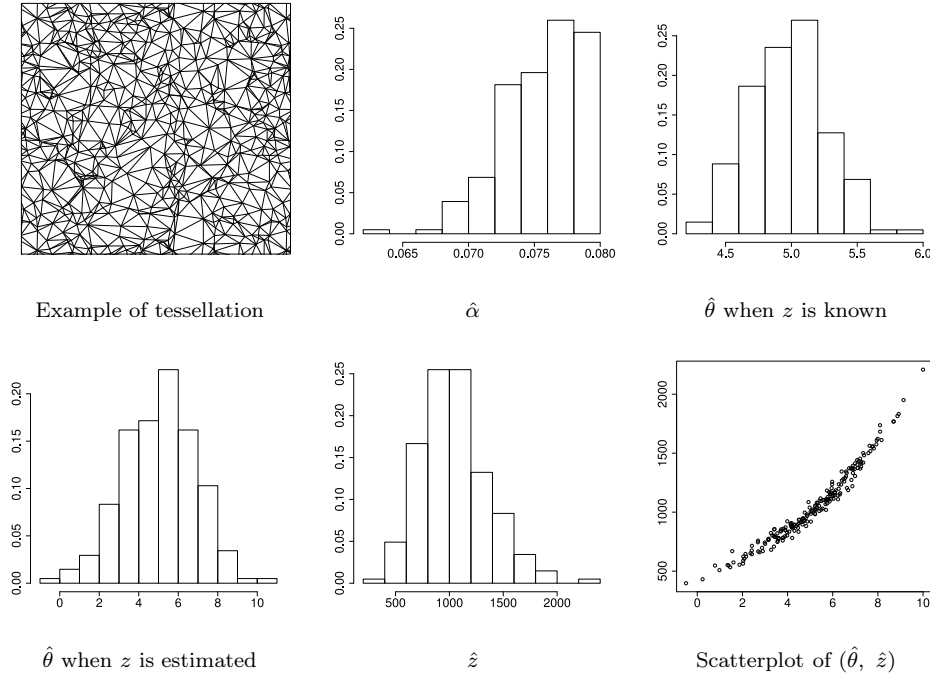 0.00 0.05 0.10 0.15 0.20 0.25
0.065 0.070 0.075 0.080
0.00 0.05 0.10 0.15 0.20 0.25
4.5 5.0 5.5 6.0
Example of tessellation
α̂
θ̂ when z is known
0.00 0.05 0.10 0.15 0.20
0 2 4 6 8 10
0.00 0.05 0.10 0.15 0.20 0.25
500 1000 1500 2000
500 1000 1500 2000
0 2 4 6 8 10
θ̂ when z is estimated
ẑ
Scatterplot of (θ̂, ẑ)